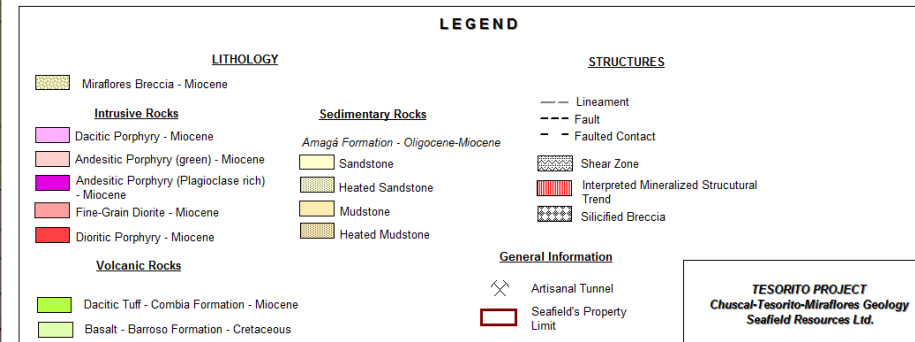 LEGEND
LITHOLOGY
Miraflores Breccia - Miocene
Intrusive Rocks
Dacitic Porphyry - Miocene
Andesitic Porphyry (green) - Miocene
Andesitic Porphyry (Plagioclase rich)
- Miocene
Fine-Grain Diorite - Miocene
Dioritic Porphyry - Miocene
Volcanic Rocks
Dacitic Tuff - Combia Formation - Miocene
Basalt - Barroso Formation - Cretaceous
Sedimentary Rocks
Amagá Formation - Oligocene-Miocene
Sandstone
Heated Sandstone
Mudstone
Heated Mudstone
STRUCTURES
Lineament
Fault
Faulted Contact
Shear Zone
Interpreted Mineralized Strucutural
Trend
Silicified Breccia
General Information
Artisanal Tunnel
Seafield's Property
Limit
TESORITO PROJECT
Chuscal-Tesorito-Miraflores Geology
Seafield Resources Ltd.